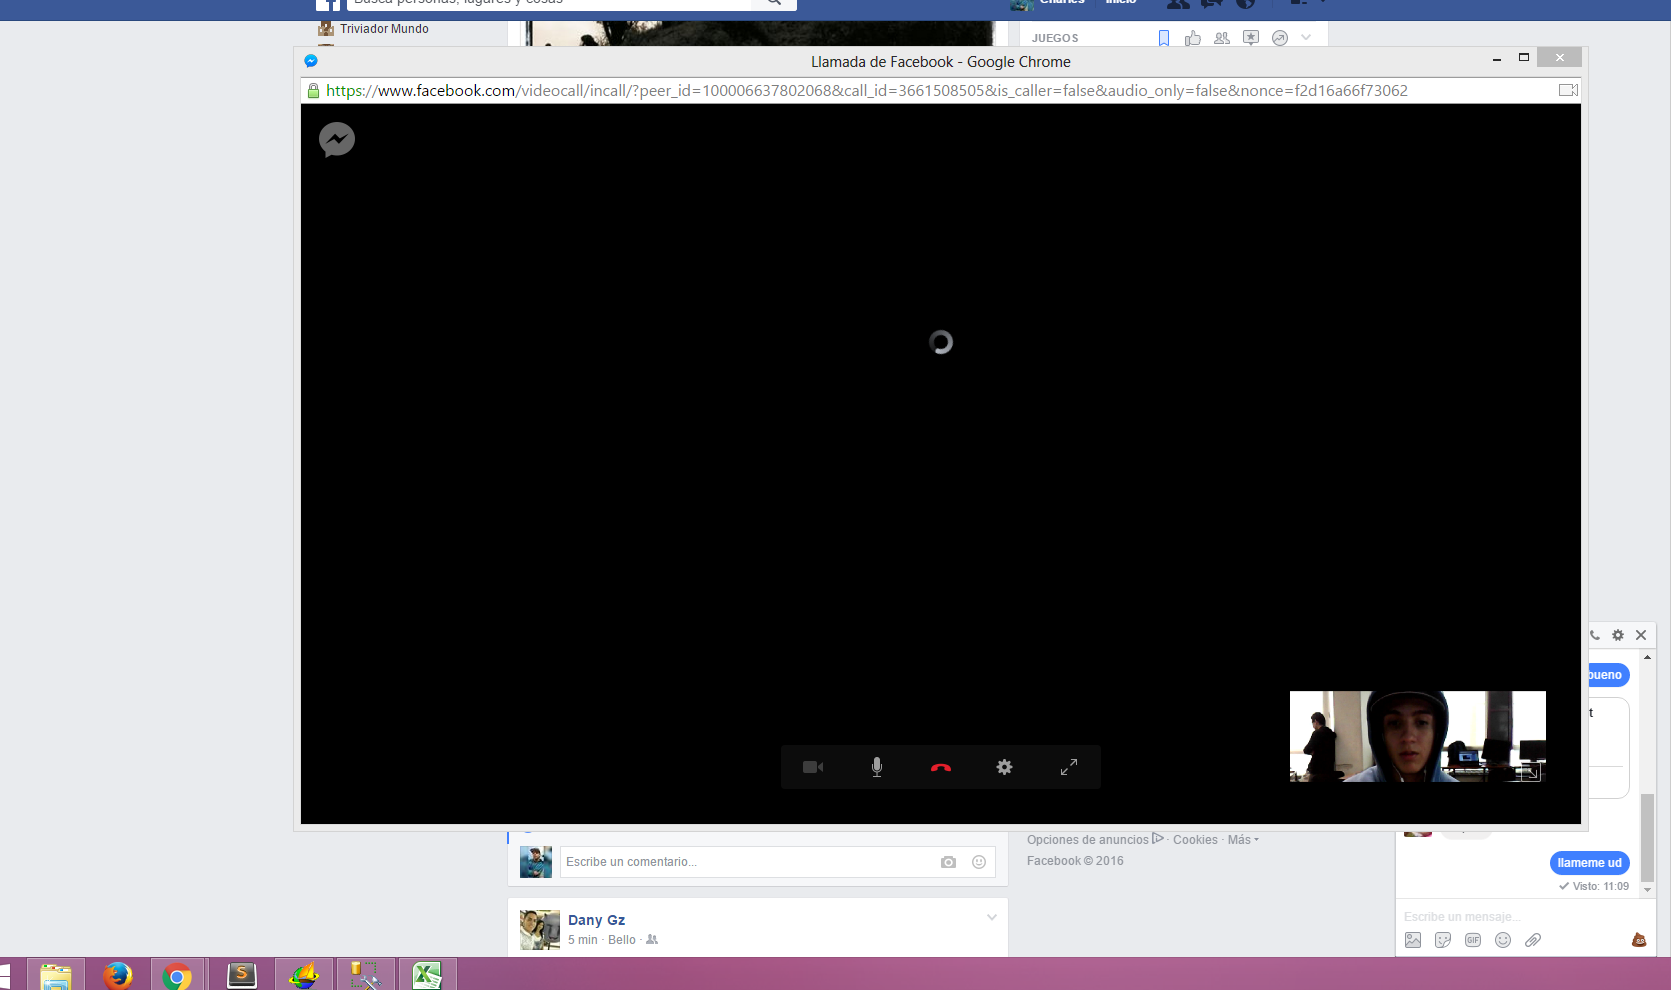 Busca personas, lugares y cosas
Charles
Inicio
Triviador Mundo
JUEGOS
Llamada de Facebook - Google Chrome
https://www.facebook.com/videocall/incall/?peer_id=100006637802068&call_id=3661508505&is_caller=false&audio_only=false&nonce=f2d16a66f73062
bueno
t
Opciones de anuncios · Cookies · Más
Facebook © 2016
llameme ud
Visto: 11:09
Escribe un comentario...
Dany Gz
5 min · Bello ·
Escribe un mensaje...
GIF